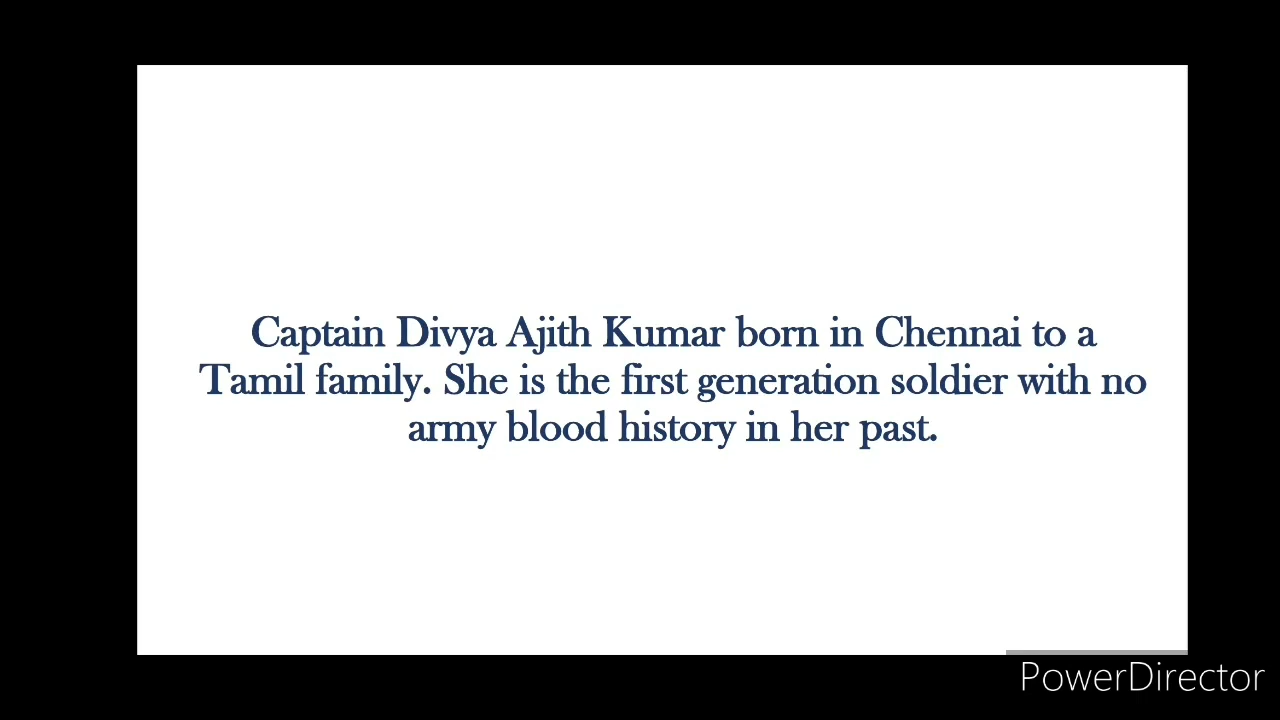 Captain Divya Ajith Kumar born in Chennai to a
Tamil family. She is the first generation soldier with no
army blood history in her past.
PowerDirector